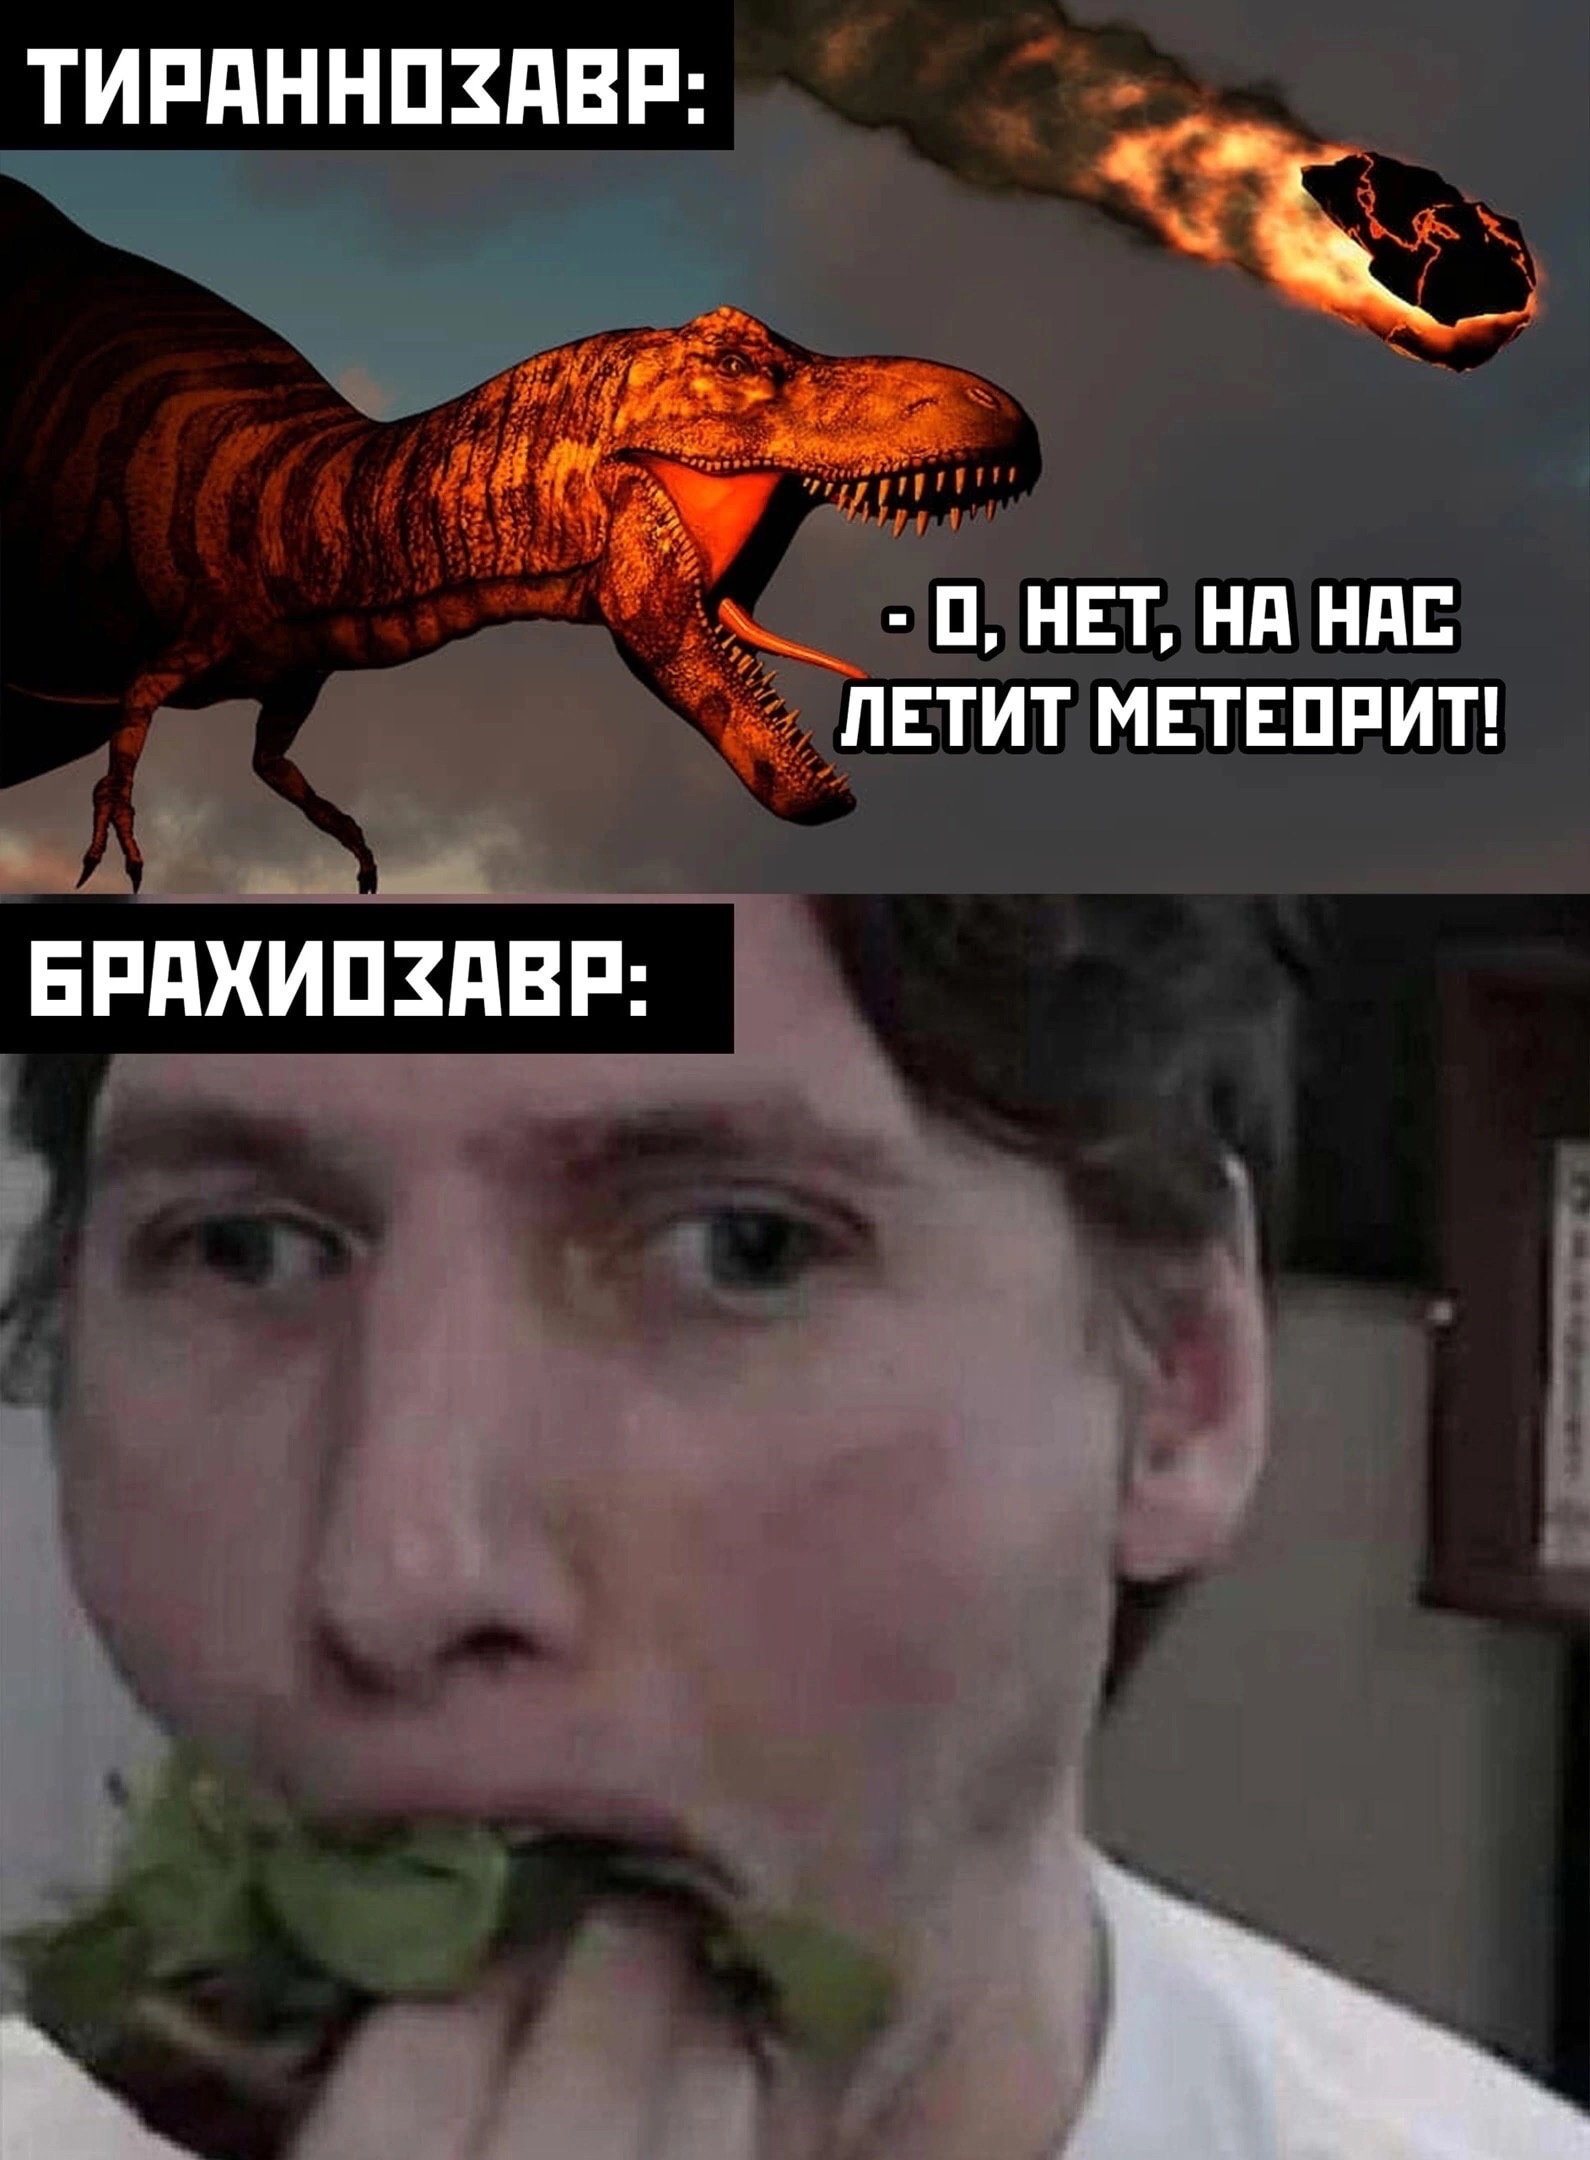 ТИРАННОЗАВР:
- О, НЕТ, НА НАС
ЛЕТИТ МЕТЕОРИТ!
БРАХИОЗАВР: